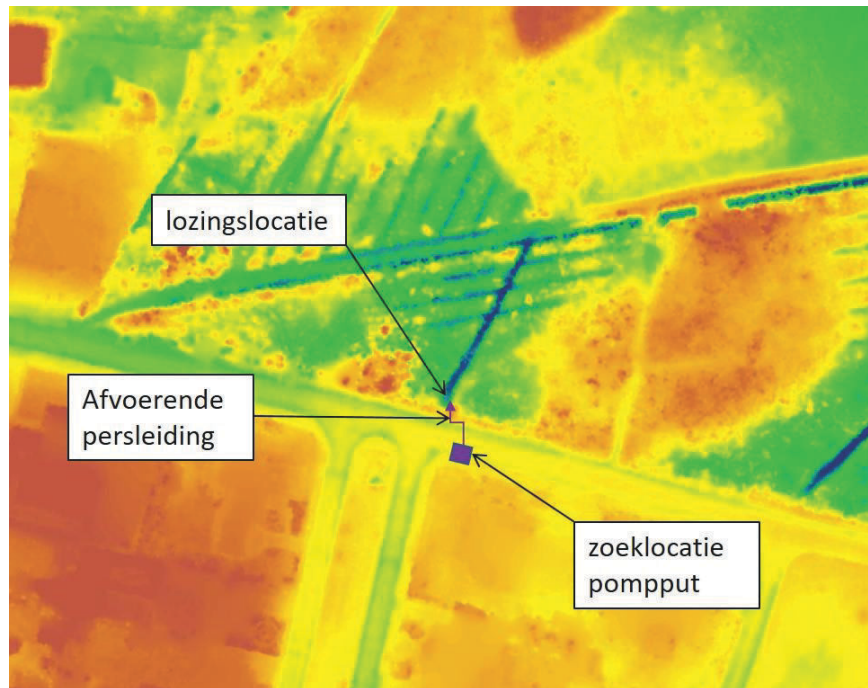 lozingslocatie
Afvoerende
persleiding
zoeklocatie
pompput